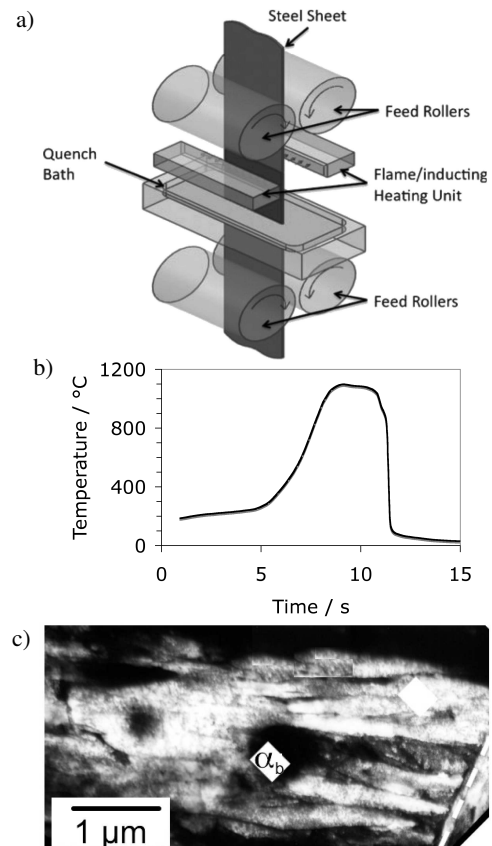 a)
Steel Sheet
Feed Rollers
Quench
Bath
Flame/inducting
Heating Unit
Feed Rollers
b)
Temperature / °C
1200
800
400
0
0
5
10
15
Time / s
c)
αb
1 μm